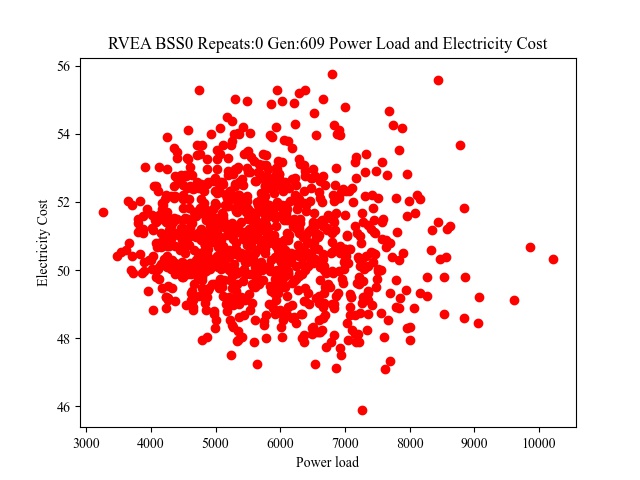 RVEA BSS0 Repeats:0 Gen:609 Power Load and Electricity Cost
56
54
52
50
48
46
Electricity Cost
3000 4000 5000 6000 7000 8000 9000 10000
Power load